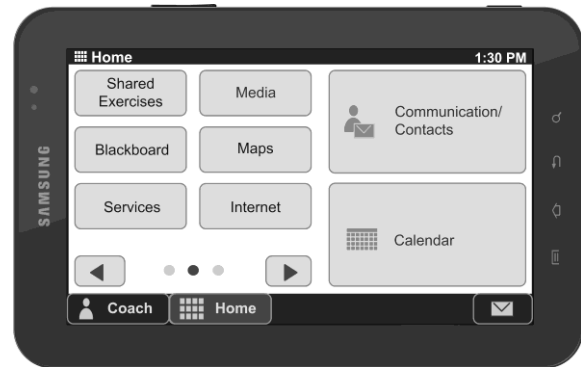 Home
1:30 PM
Shared
Exercises
Media
Communication/
Contacts
Blackboard
Maps
Services
Internet
Calendar
Coach
Home
SAMSUNG